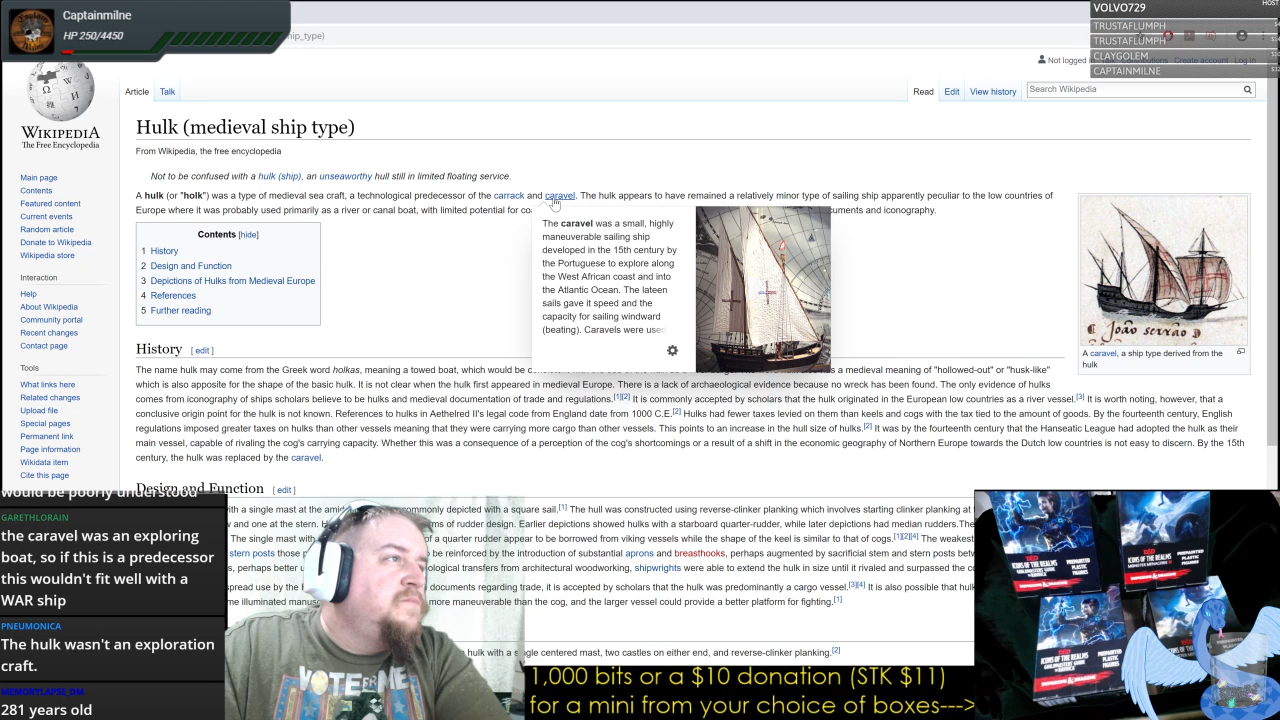 Captainmilne
HP 250/4450
hip_type)
VOLVO729
HOST
TRUSTAFLUMPH
TRUSTAFLUMPH
CLAYGOLEM
CAPTAINMILNE
Not logged
Create account
Log in
WIKIPEDIA
The Free Encyclopedia
Main page
Contents
Featured content
Current events
Random article
Donate to Wikipedia
Wikipedia store
Interaction
Help
About Wikipedia
Community portal
Recent changes
Contact page
Tools
What links here
Related changes
Upload file
Special pages
Permanent link
Page information
Wikidata item
Cite this page
Article Talk
Read Edit View history
Search Wikipedia
Hulk (medieval ship type)
From Wikipedia, the free encyclopedia
Not to be confused with a hulk (ship), an unseaworthy hull still in limited floating service.
A hulk (or "holk") was a type of medieval sea craft, a technological predecessor of the carrack and caravel. The hulk appears to have remained a relatively minor type of sailing ship apparently peculiar to the low countries of
Europe where it was probably used primarily as a river or canal boat, with limited potential for co
cuments and iconography.
Contents [hide]
1 History
2 Design and Function
3 Depictions of Hulks from Medieval Europe
4 References
5 Further reading
The caravel was a small, highly
maneuverable sailing ship
developed in the 15th century by
the Portuguese to explore along
the West African coast and into
the Atlantic Ocean. The lateen
sails gave it speed and the
capacity for sailing windward
(beating). Caravels were used
João serrão
A caravel, a ship type derived from the
hulk
History [ edit ]
The name hulk may come from the Greek word holkas, meaning a towed boat, which would be
a medieval meaning of "hollowed-out" or "husk-like"
which is also apposite for the shape of the basic hulk. It is not clear when the hulk first appeared in medieval Europe. There is a lack of archaeological evidence because no wreck has been found. The only evidence of hulks
comes from iconography of ships scholars believe to be hulks and medieval documentation of trade and regulations.[1][2] It is commonly accepted by scholars that the hulk originated in the European low countries as a river vessel.[3] It is worth noting, however, that a
conclusive origin point for the hulk is not known. References to hulks in Aethelred II's legal code from England date from 1000 C.E.[2] Hulks had fewer taxes levied on them than keels and cogs with the tax tied to the amount of goods. By the fourteenth century, English
regulations imposed greater taxes on hulks than other vessels meaning that they were carrying more cargo than other vessels. This points to an increase in the hull size of hulks.[2] It was by the fourteenth century that the Hanseatic League had adopted the hulk as their
main vessel, capable of rivaling the cog's carrying capacity. Whether this was a consequence of a perception of the cog's shortcomings or a result of a shift in the economic geography of Northern Europe towards the Dutch low countries is not easy to discern. By the 15th
century, the hulk was replaced by the caravel.
Design and Function [ edit ]
with a single mast at the amid
ommonly depicted with a square sail.[1] The hull was constructed using reverse-clinker planking which involves starting clinker planking at
w and one at the stern. H
ms of rudder design. Earlier depictions showed hulks with a starboard quarter-rudder, while later depictions had median rudders.The
The single mast with
of a quarter rudder appear to be borrowed from viking vessels while the shape of the keel is similar to that of cogs.[1][2][4] The weakest
stern posts those p
be reinforced by the introduction of substantial aprons and breasthooks, perhaps augmented by sacrificial stem and stern posts betw
s, perhaps better u
ocal transfers from architectural woodworking, shipwrights were able to extend the hulk in size until it rivaled and surpassed the co
spread use by the H
documents regarding trade, it is accepted by scholars that the hulk was predominantly a cargo vessel.[3][4] It is also possible that hulk
me illuminated manus
more maneuverable than the cog, and the larger vessel could provide a better platform for fighting.[1]
hulk with a single centered mast, two castles on either end, and reverse-clinker planking.[2]
would be poorly understood
GARETHLORAIN
the caravel was an exploring
boat, so if this is a predecessor
this wouldn't fit well with a
WAR ship
PNEUMONICA
The hulk wasn't an exploration
craft.
MEMORYLAPSE_DM
281 years old
VOTE FOR ME
1,000 bits or a $10 donation (STK $11)
for a mini from your choice of boxes--->
ICONS OF THE REALMS
PREPAINTED
PLASTIC
FIGURES